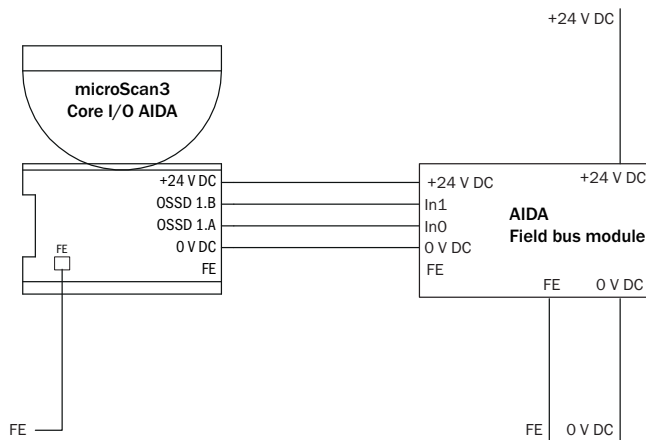 +24 V DC
microScan3
Core I/O AIDA
+24 V DC
+24 V DC
+24 V DC
OSSD 1.B
In1
AIDA
Field bus module
OSSD 1.A
In0
0 V DC
0 V DC
FE
FE
FE
FE
0 V DC
FE
FE
0 V DC